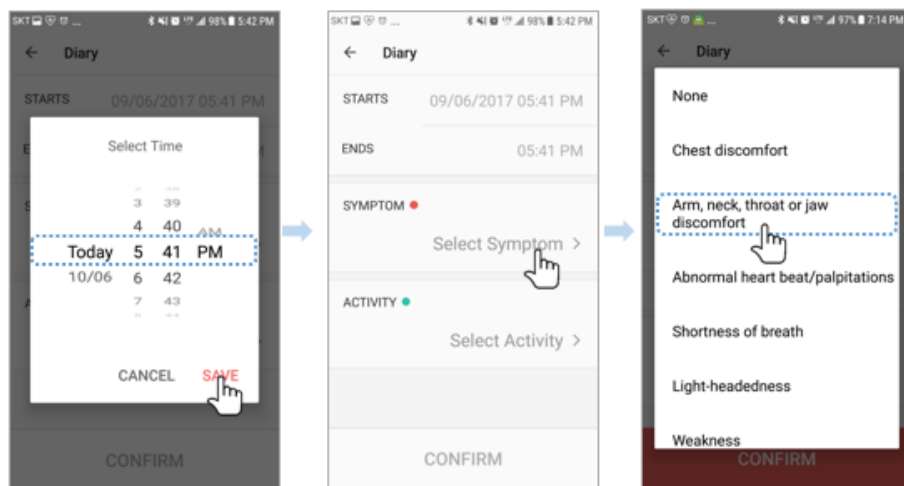 SKT ... 98% 5:42 PM
Diary
STARTS 09/06/2017 05:41 PM
E
Select Time
3 39
4 40 AM
Today 5 41 PM
10/06 6 42
7 43
CANCEL SAVE
CONFIRM
SKT ... 98% 5:42 PM
Diary
STARTS 09/06/2017 05:41 PM
ENDS 05:41 PM
SYMPTOM
Select Symptom >
ACTIVITY
Select Activity >
CONFIRM
SKT ... 97% 7:14 PM
Diary
None
Chest discomfort
Arm, neck, throat or jaw
discomfort
Abnormal heart beat/palpitations
Shortness of breath
Light-headedness
Weakness
CONFIRM